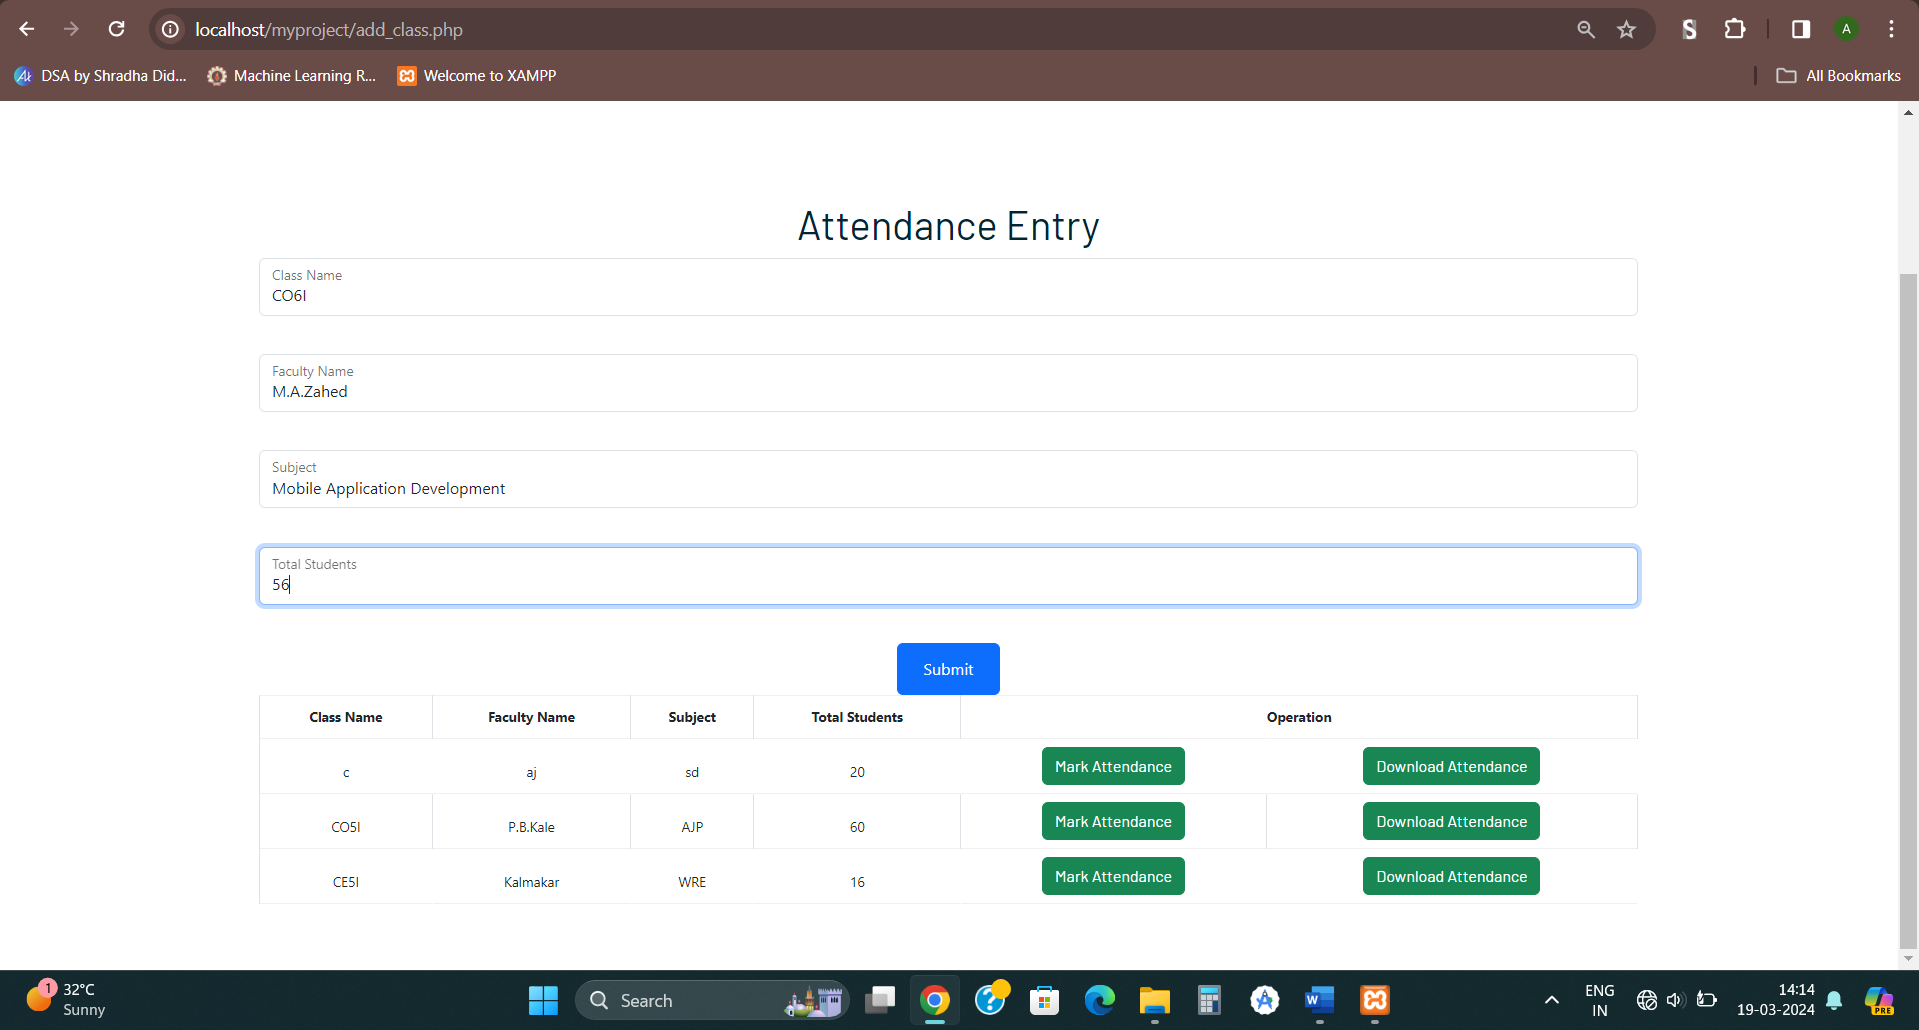 localhost/myproject/add_class.php
A
DSA by Shradha Did...
Machine Learning R...
Welcome to XAMPP
All Bookmarks
Attendance Entry
Class Name
CO6I
Faculty Name
M.A.Zahed
Subject
Mobile Application Development
Total Students
56
Submit
Class Name Faculty Name Subject Total Students Operation
c aj sd 20 Mark Attendance Download Attendance
CO5I P.B.Kale AJP 60 Mark Attendance Download Attendance
CE5I Kalmakar WRE 16 Mark Attendance Download Attendance
1
32°C
Sunny
Search
W
ENG
IN
14:14
19-03-2024
PRE